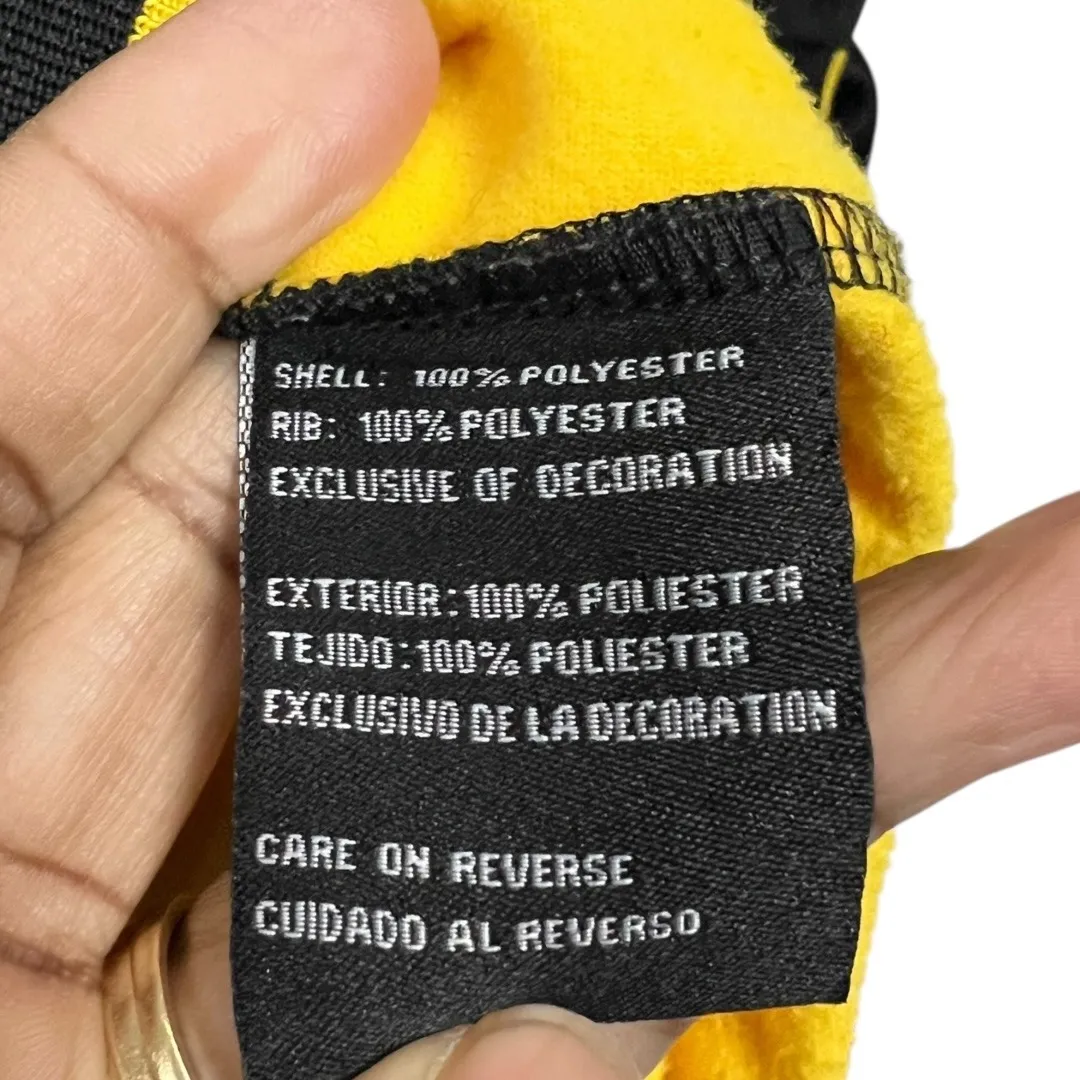 SHELL: 100% POLYESTER
RIB: 100% POLYESTER
EXCLUSIVE OF DECORATION
EXTERIOR:100% POLIESTER
TEJIDO:100% POLIESTER
EXCLUSIVO DE LA DECORATION
CARE ON REVERSE
CUIDADO AL REVERSO